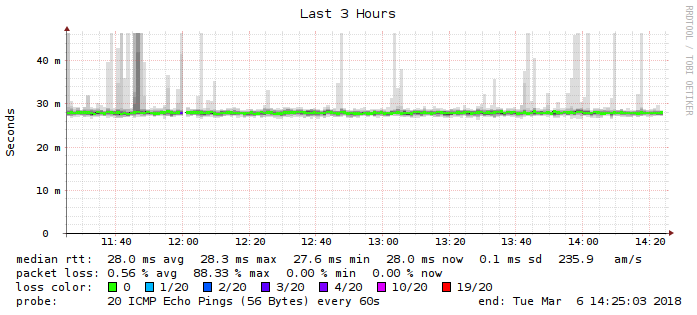 Last 3 Hours
RRDTOOL / TOBI OETIKER
Seconds
40 m
30 m
20 m
10 m
0
11:40 12:00 12:20 12:40 13:00 13:20 13:40 14:00 14:20
median rtt: 28.0 ms avg 28.3 ms max 27.6 ms min 28.0 ms now 0.1 ms sd 235.9 am/s
packet loss: 0.56 % avg 88.33 % max 0.00 % min 0.00 % now
loss color: 0 1/20 2/20 3/20 4/20 10/20 19/20
probe: 20 ICMP Echo Pings (56 Bytes) every 60s end: Tue Mar 6 14:25:03 2018